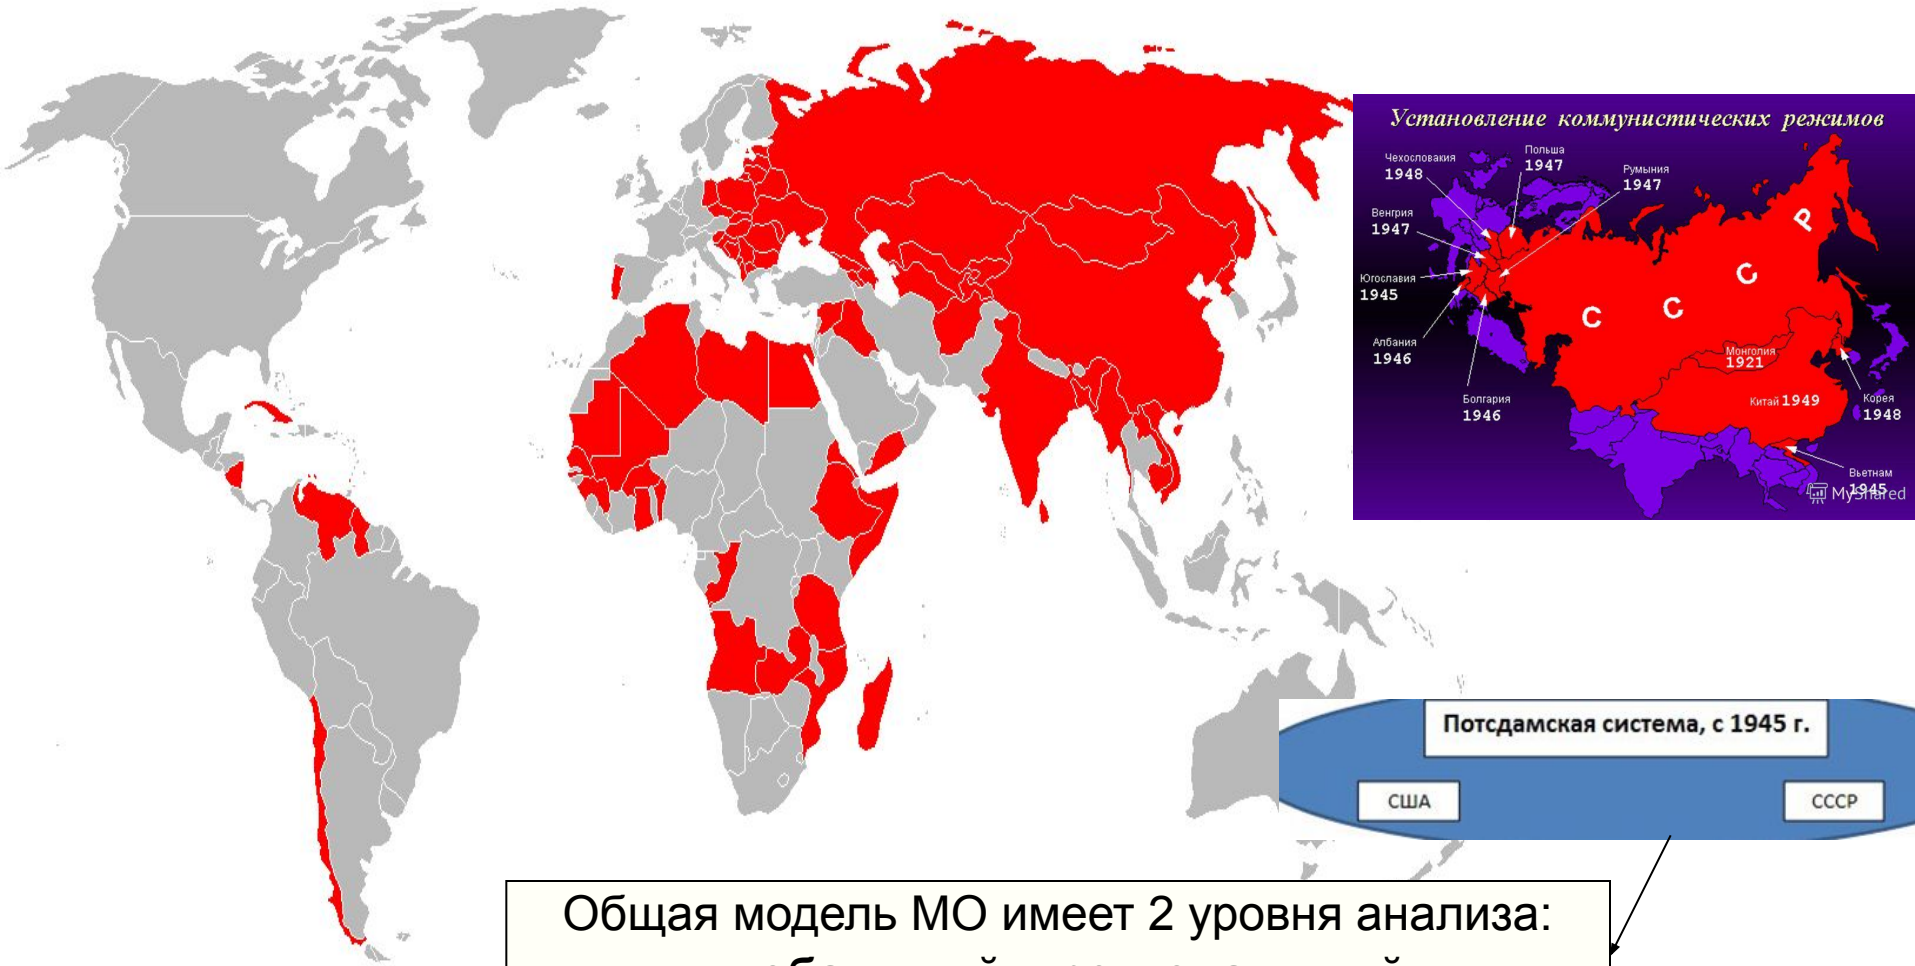 Установление коммунистических режимов
Польша
1947
Чехословакия
1948
Румыния
1947
Венгрия
1947
Югославия
1945
Албания
1946
Болгария
1946
С С С Р
Монголия
1921
Китай 1949
Корея
1948
Вьетнам
1945
MyShared
Потсдамская система, с 1945 г.
США
СССР
Общая модель МО имеет 2 уровня анализа: